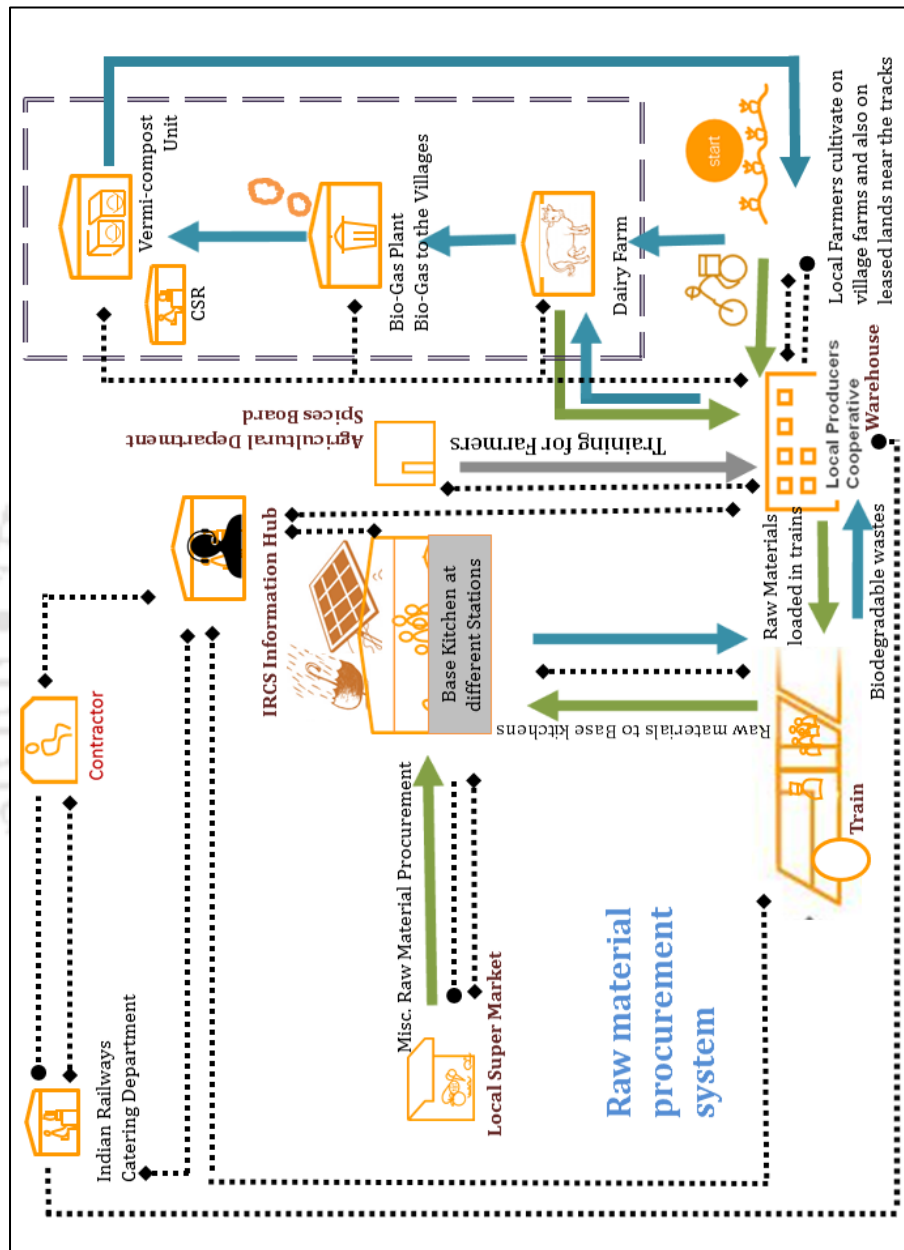 Indian Railways
Catering Department
Contractor
Vermi-compost
Unit
CSR
IRCS Information Hub
Agricultural Department
Spices Board
Bio-Gas Plant
Bio-Gas to the Villages
Misc. Raw Material Procurement
Base Kitchen at
different Stations
Training for Farmers
Local Super Market
Dairy Farm
start
Raw material
procurement
system
Raw materials to Base kitchens
Raw Materials
loaded in trains
Local Producers
Cooperative
Warehouse
Local Farmers cultivate on
village farms and also on
leased lands near the tracks
Train
Biodegradable wastes